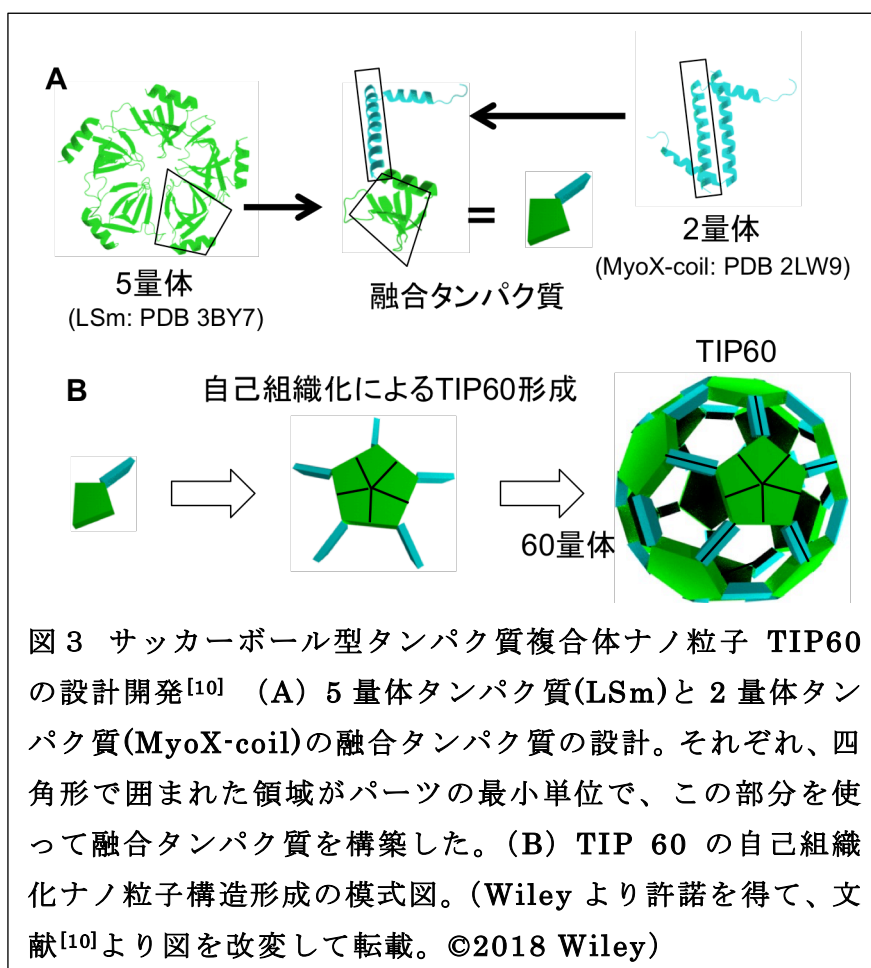 A
5量体
(LSm: PDB 3BY7)
=
融合タンパク質
2量体
(MyoX-coil: PDB 2LW9)
B
自己組織化によるTIP60形成
60量体
TIP60
図3 サッカーボール型タンパク質複合体ナノ粒子 TIP60
の設計開発[10] (A) 5 量体タンパク質(LSm)と 2 量体タン
パク質(MyoX-coil)の融合タンパク質の設計。それぞれ、四
角形で囲まれた領域がパーツの最小単位で、この部分を使
って融合タンパク質を構築した。(B) TIP 60 の自己組織
化ナノ粒子構造形成の模式図。(Wiley より許諾を得て、文
献[10]より図を改変して転載。©2018 Wiley)